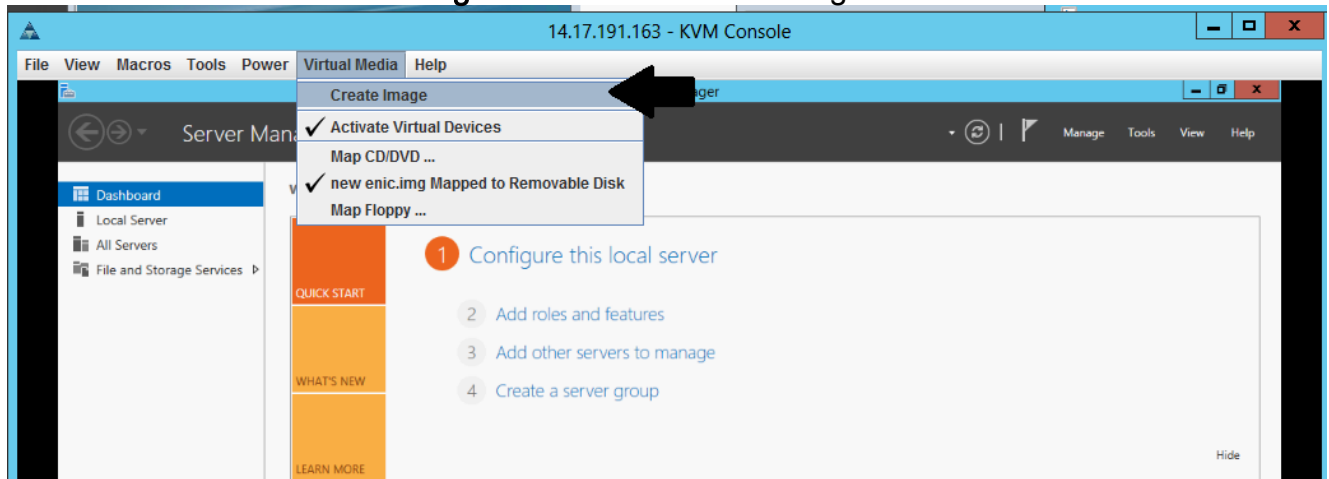 14.17.191.163 - KVM Console
File View Macros Tools Power Virtual Media Help
Create Image
Activate Virtual Devices
Map CD/DVD ...
new enic.img Mapped to Removable Disk
Map Floppy ...
ager
Server Man
Manage Tools View Help
Dashboard
Local Server
All Servers
File and Storage Services
QUICK START
WHAT'S NEW
LEARN MORE
1 Configure this local server
2 Add roles and features
3 Add other servers to manage
4 Create a server group
Hide